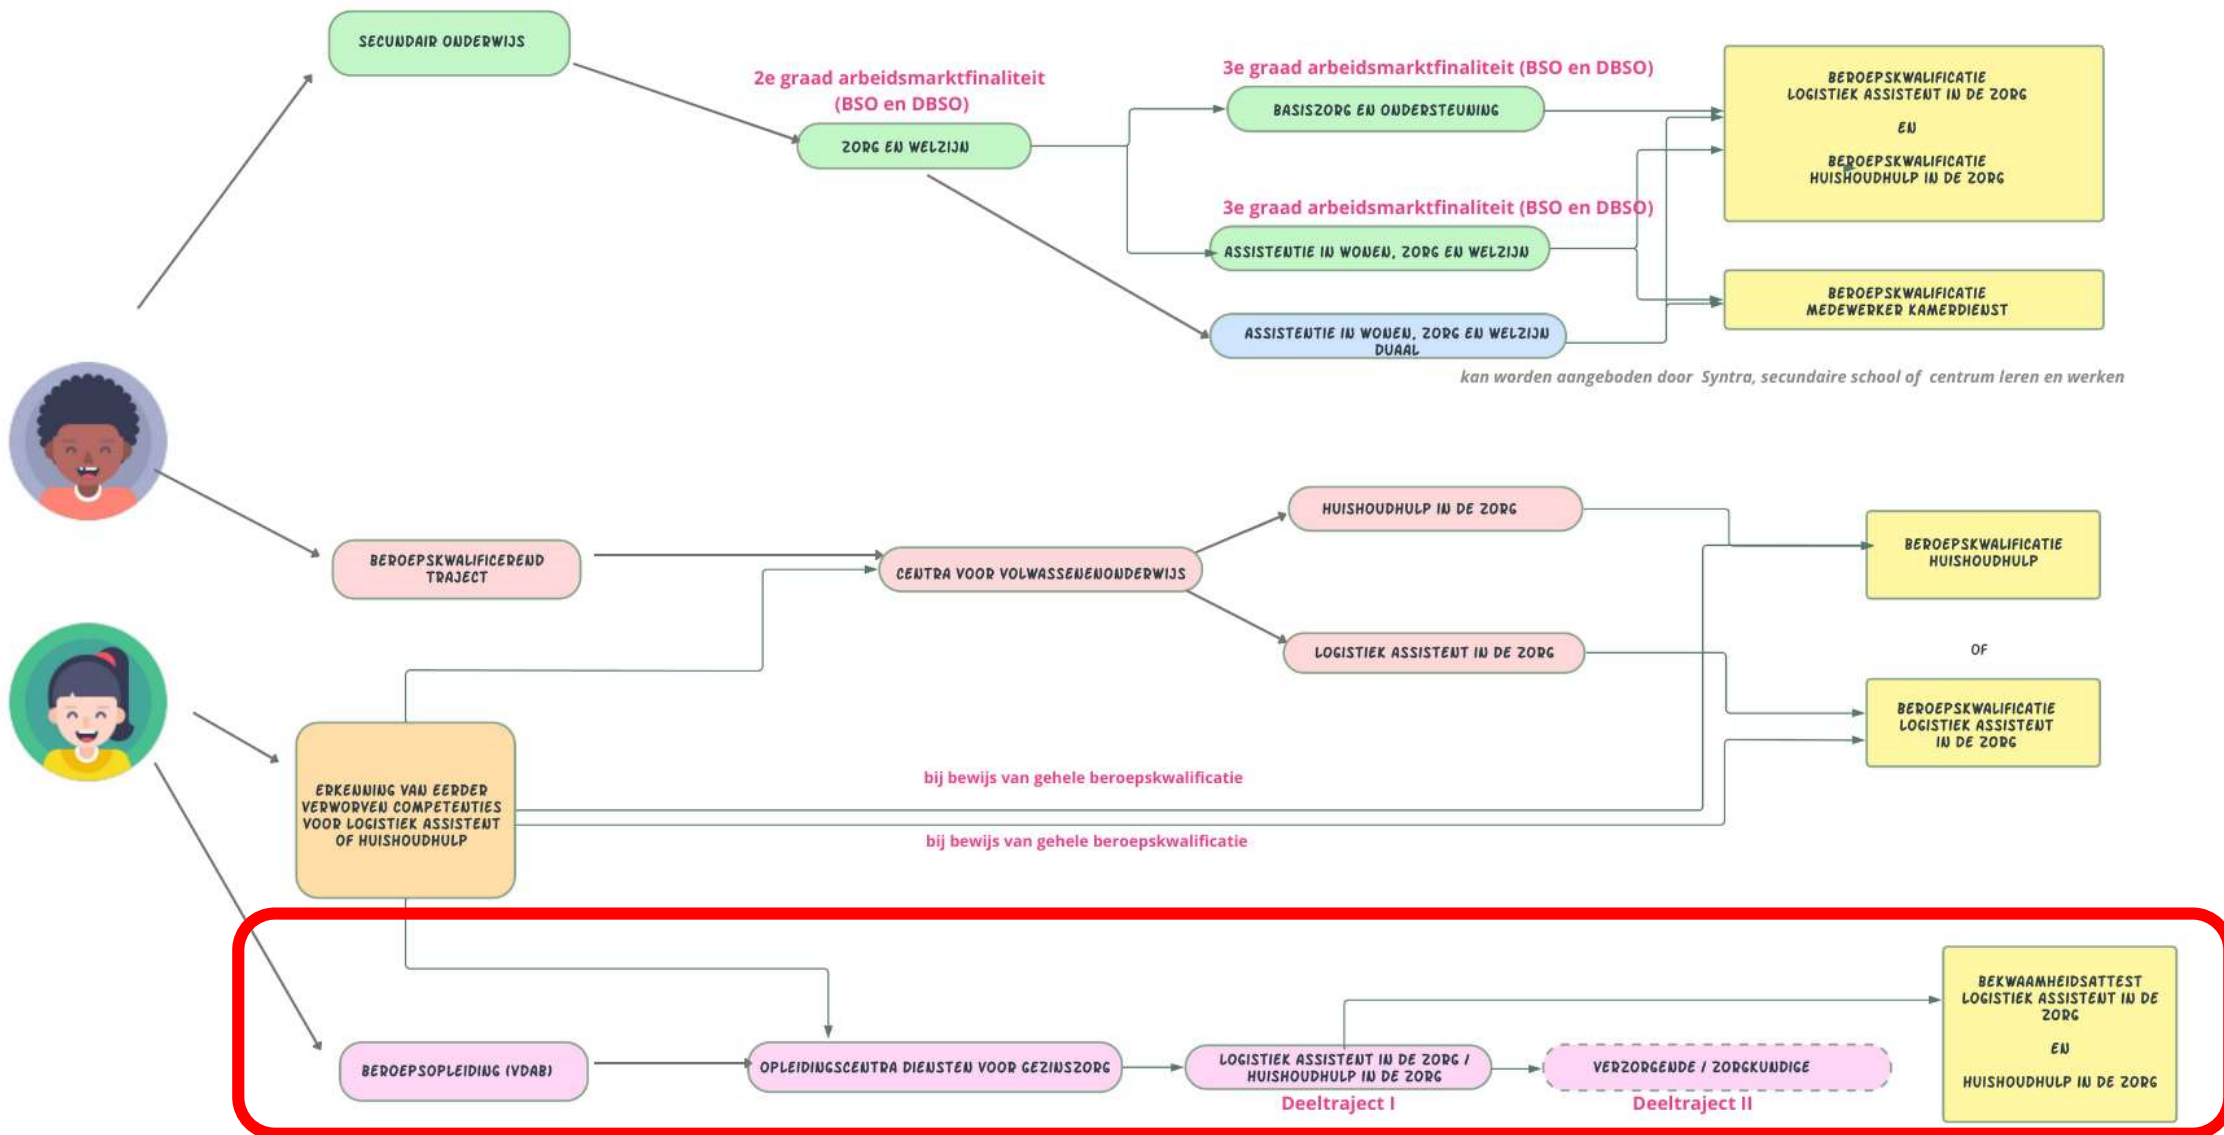 SECUNDAIR ONDERWIJS
2e graad arbeidsmarktfinaliteit
(BSO en DBSO)
ZORG EN WELZIJN
3e graad arbeidsmarktfinaliteit (BSO en DBSO)
BASISZORG EN ONDERSTEUNING
3e graad arbeidsmarktfinaliteit (BSO en DBSO)
ASSISTENTIE IN WONEN, ZORG EN WELZIJN
ASSISTENTIE IN WONEN, ZORG EN WELZIJN
DUAAL
BEROEPSKWALIFICATIE
LOGISTIEK ASSISTENT IN DE ZORG
EN
BEROEPSKWALIFICATIE
HUISHOUDHULP IN DE ZORG
BEROEPSKWALIFICATIE
MEDEWERKER KAMERDIENST
kan worden aangeboden door Syntra, secundaire school of centrum leren en werken
BEROEPSKWALIFICEREND
TRAJECT
CENTRA VOOR VOLWASSENENONDERWIJS
HUISHOUDHULP IN DE ZORG
LOGISTIEK ASSISTENT IN DE ZORG
BEROEPSKWALIFICATIE
HUISHOUDHULP
OF
BEROEPSKWALIFICATIE
LOGISTIEK ASSISTENT
IN DE ZORG
ERKENNING VAN EERDER
VERWORVEN COMPETENTIES
VOOR LOGISTIEK ASSISTENT
OF HUISHOUDHULP
bij bewijs van gehele beroepskwalificatie
bij bewijs van gehele beroepskwalificatie
BEROEPSOPLEIDING (VDAB)
OPLEIDINGSCENTRA DIENSTEN VOOR GEZINSZORG
LOGISTIEK ASSISTENT IN DE ZORG /
HUISHOUDHULP IN DE ZORG
Deeltraject I
VERZORGENDE / ZORGKUNDIGE
Deeltraject II
BEKWAAMHEIDSATTEST
LOGISTIEK ASSISTENT IN DE
ZORG
EN
HUISHOUDHULP IN DE ZORG